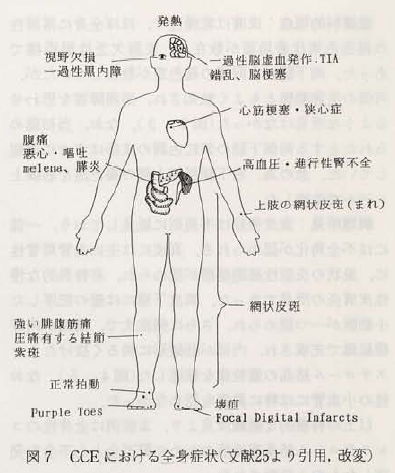 発熱
視野欠損
一過性黒内障
一過性脳虚血発作.TIA
錯乱、脳梗塞
心筋梗塞・狭心症
腹痛
悪心・嘔吐
melena、膵炎
高血圧・進行性腎不全
上肢の網状皮斑（まれ）
網状皮斑
強い腓腹筋痛
圧痛有する結節
紫斑
正常拍動
Purple Toes
壊疽
Focal Digital Infarcts
図7 CCEにおける全身症状（文献25より引用，改変）